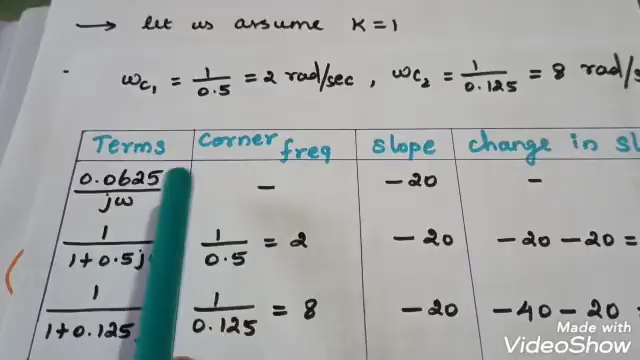 → let us assume K = 1
ωc₁ = 1/0.5 = 2 rad/sec , ωc₂ = 1/0.125 = 8 rad/s
Terms corner freq slope change in sl
0.0625/jω – -20 –
1/1+0.5j 1/0.5 = 2 -20 -20-20=
1/1+0.125 1/0.125 = 8 -20 -40-20=
Made with
VideoShow